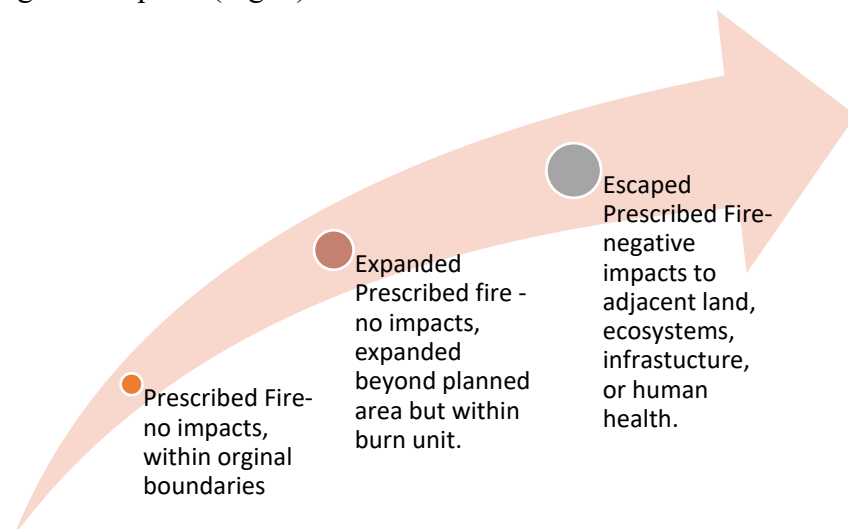 Prescribed Fire-
no impacts,
within orginal
boundaries
Expanded
Prescribed fire -
no impacts,
expanded
beyond planned
area but within
burn unit.
Escaped
Prescribed Fire-
negative
impacts to
adjacent land,
ecosystems,
infrastucture,
or human
health.